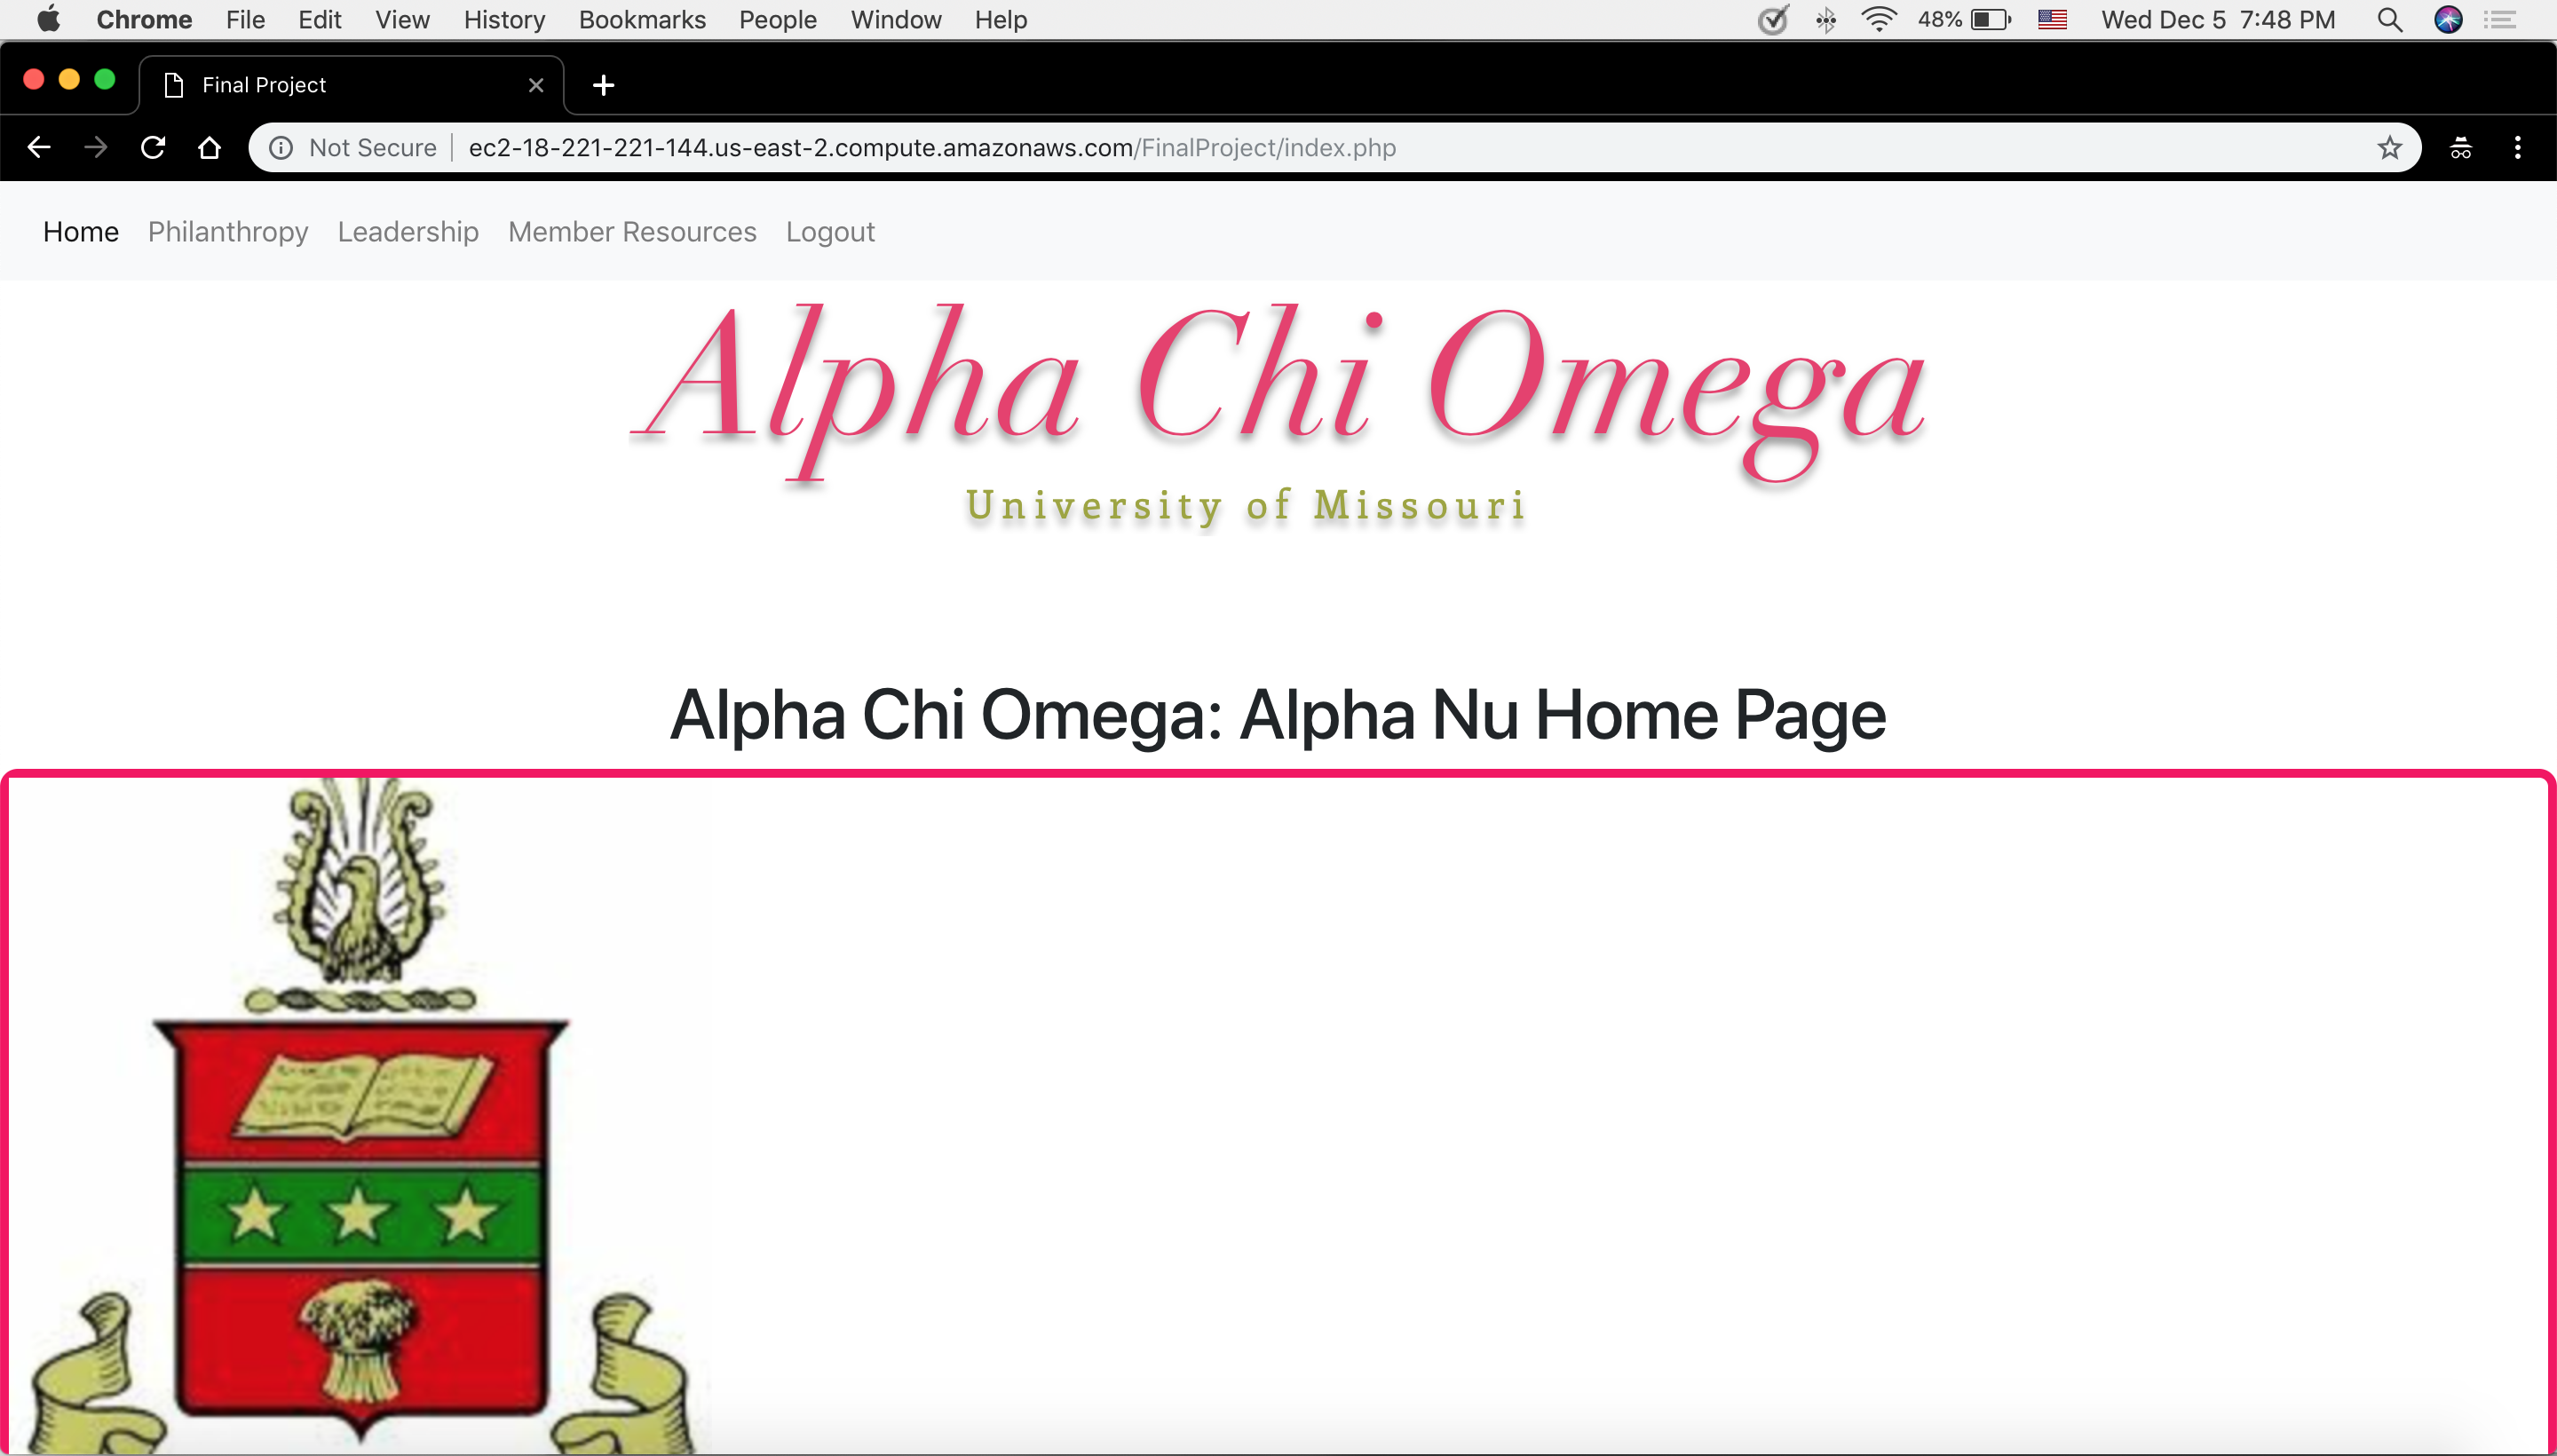 Chrome File Edit View History Bookmarks People Window Help 48% Wed Dec 5 7:48 PM
Final Project
Not Secure ec2-18-221-221-144.us-east-2.compute.amazonaws.com/FinalProject/index.php
Home Philanthropy Leadership Member Resources Logout
Alpha Chi Omega
University of Missouri
Alpha Chi Omega: Alpha Nu Home Page